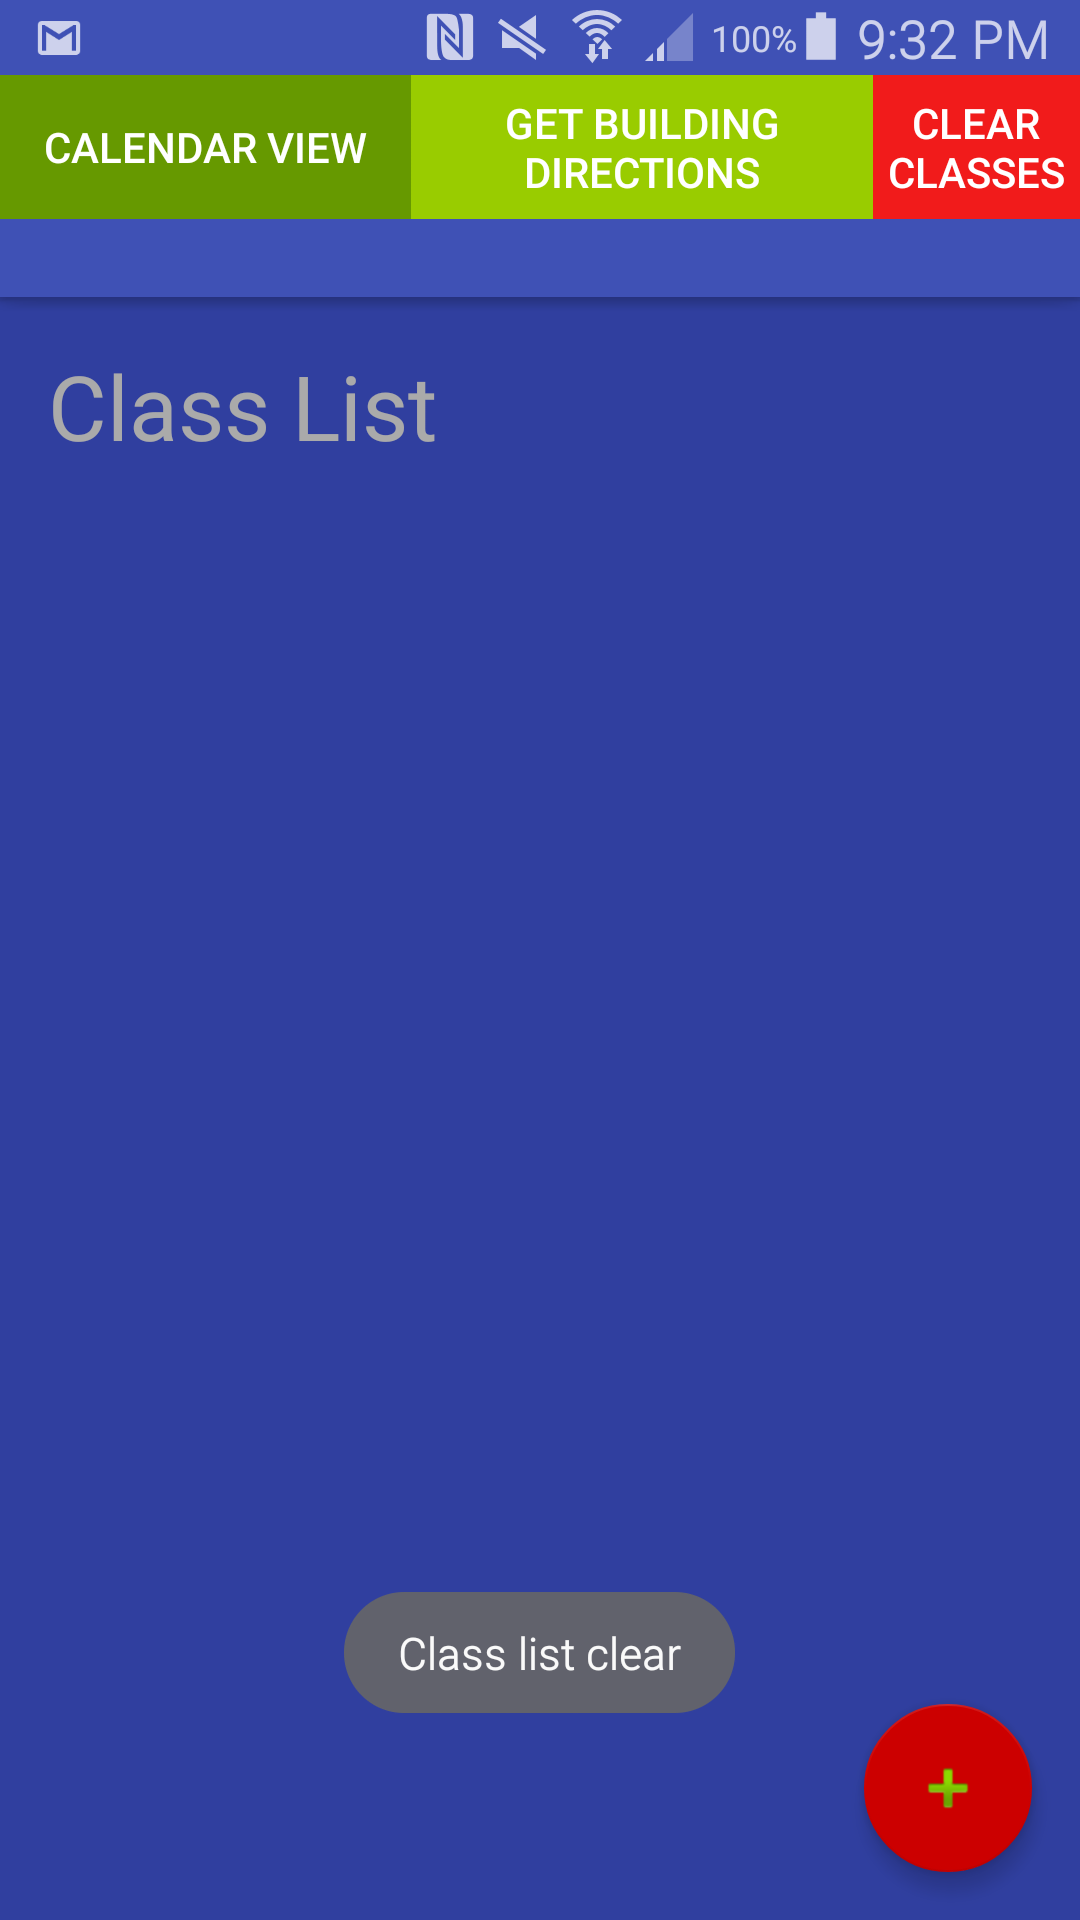 100% 9:32 PM
CALENDAR VIEW
GET BUILDING
DIRECTIONS
CLEAR
CLASSES
Class List
Class list clear